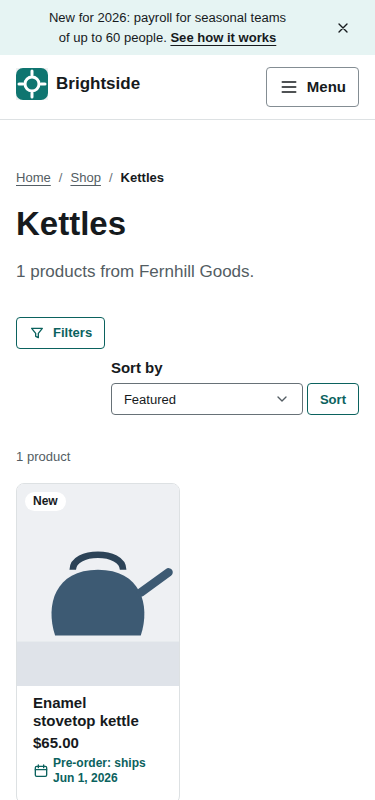 New for 2026: payroll for seasonal teams
of up to 60 people. See how it works
Brightside
Menu
Home / Shop / Kettles
Kettles
1 products from Fernhill Goods.
Filters
Sort by
Featured
Sort
1 product
New
Enamel
stovetop kettle
$65.00
Pre-order: ships
Jun 1, 2026